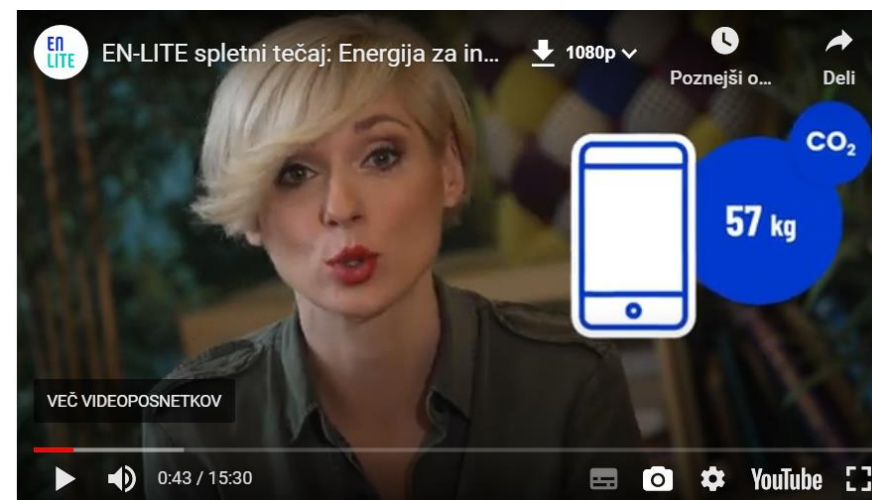 EN
LITE
EN-LITE spletni tečaj: Energija za in...
1080p
Poznejši o...
Deli
CO₂
57 kg
VEČ VIDEOPOSNETKOV
0:43 / 15:30
YouTube